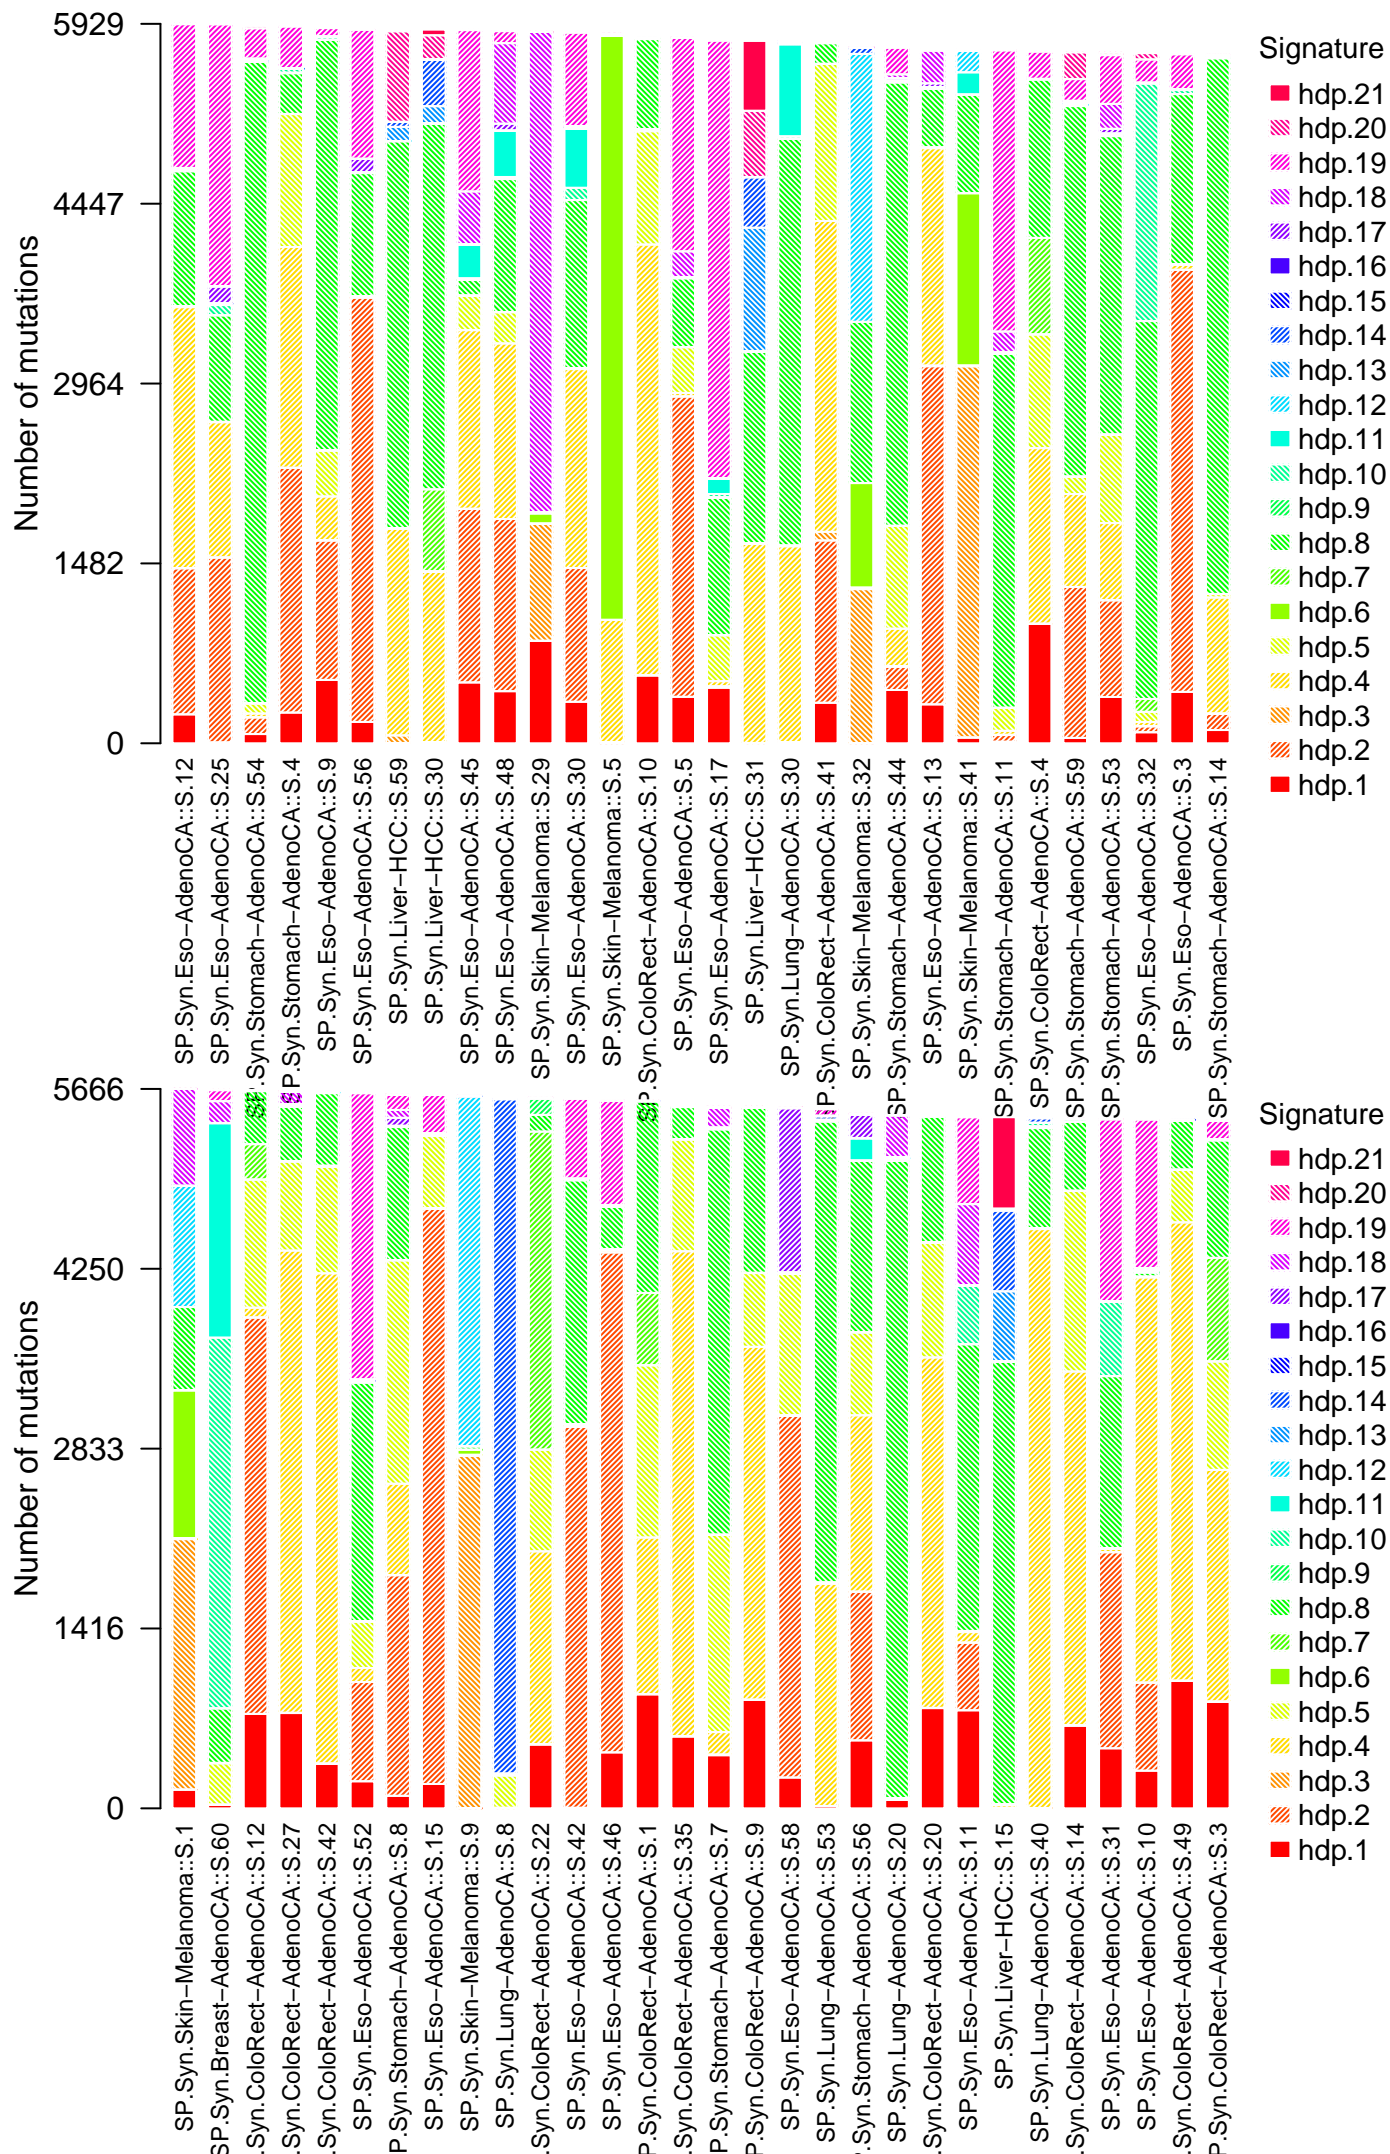 Number of mutations
5929
4447
2964
1482
0
Signature
hdp.21
hdp.20
hdp.19
hdp.18
hdp.17
hdp.16
hdp.15
hdp.14
hdp.13
hdp.12
hdp.11
hdp.10
hdp.9
hdp.8
hdp.7
hdp.6
hdp.5
hdp.4
hdp.3
hdp.2
hdp.1
SP.Syn.Eso−AdenoCA::S.12
SP.Syn.Eso−AdenoCA::S.25
SP.Syn.Stomach−AdenoCA::S.54
SP.Syn.Stomach−AdenoCA::S.4
SP.Syn.Eso−AdenoCA::S.9
SP.Syn.Eso−AdenoCA::S.56
SP.Syn.Liver−HCC::S.59
SP.Syn.Liver−HCC::S.30
SP.Syn.Eso−AdenoCA::S.45
SP.Syn.Eso−AdenoCA::S.48
SP.Syn.Skin−Melanoma::S.29
SP.Syn.Eso−AdenoCA::S.30
SP.Syn.Skin−Melanoma::S.5
SP.Syn.ColoRect−AdenoCA::S.10
SP.Syn.Eso−AdenoCA::S.5
SP.Syn.Eso−AdenoCA::S.17
SP.Syn.Liver−HCC::S.31
SP.Syn.Lung−AdenoCA::S.30
SP.Syn.ColoRect−AdenoCA::S.41
SP.Syn.Skin−Melanoma::S.32
SP.Syn.Stomach−AdenoCA::S.44
SP.Syn.Eso−AdenoCA::S.13
SP.Syn.Skin−Melanoma::S.41
SP.Syn.Stomach−AdenoCA::S.11
SP.Syn.ColoRect−AdenoCA::S.4
SP.Syn.Stomach−AdenoCA::S.59
SP.Syn.Stomach−AdenoCA::S.53
SP.Syn.Eso−AdenoCA::S.32
SP.Syn.Eso−AdenoCA::S.3
SP.Syn.Stomach−AdenoCA::S.14
Number of mutations
5666
4250
2833
1416
0
Signature
hdp.21
hdp.20
hdp.19
hdp.18
hdp.17
hdp.16
hdp.15
hdp.14
hdp.13
hdp.12
hdp.11
hdp.10
hdp.9
hdp.8
hdp.7
hdp.6
hdp.5
hdp.4
hdp.3
hdp.2
hdp.1
SP.Syn.Skin−Melanoma::S.1
SP.Syn.Breast−AdenoCA::S.60
.Syn.ColoRect−AdenoCA::S.12
.Syn.ColoRect−AdenoCA::S.27
.Syn.ColoRect−AdenoCA::S.42
SP.Syn.Eso−AdenoCA::S.52
P.Syn.Stomach−AdenoCA::S.8
SP.Syn.Eso−AdenoCA::S.15
SP.Syn.Skin−Melanoma::S.9
SP.Syn.Lung−AdenoCA::S.8
.Syn.ColoRect−AdenoCA::S.22
SP.Syn.Eso−AdenoCA::S.42
SP.Syn.Eso−AdenoCA::S.46
P.Syn.ColoRect−AdenoCA::S.1
.Syn.ColoRect−AdenoCA::S.35
P.Syn.Stomach−AdenoCA::S.7
P.Syn.ColoRect−AdenoCA::S.9
SP.Syn.Eso−AdenoCA::S.58
SP.Syn.Lung−AdenoCA::S.53
.Syn.Stomach−AdenoCA::S.56
SP.Syn.Lung−AdenoCA::S.20
.Syn.ColoRect−AdenoCA::S.20
SP.Syn.Eso−AdenoCA::S.11
SP.Syn.Liver−HCC::S.15
SP.Syn.Lung−AdenoCA::S.40
.Syn.ColoRect−AdenoCA::S.14
SP.Syn.Eso−AdenoCA::S.31
SP.Syn.Eso−AdenoCA::S.10
.Syn.ColoRect−AdenoCA::S.49
P.Syn.ColoRect−AdenoCA::S.3